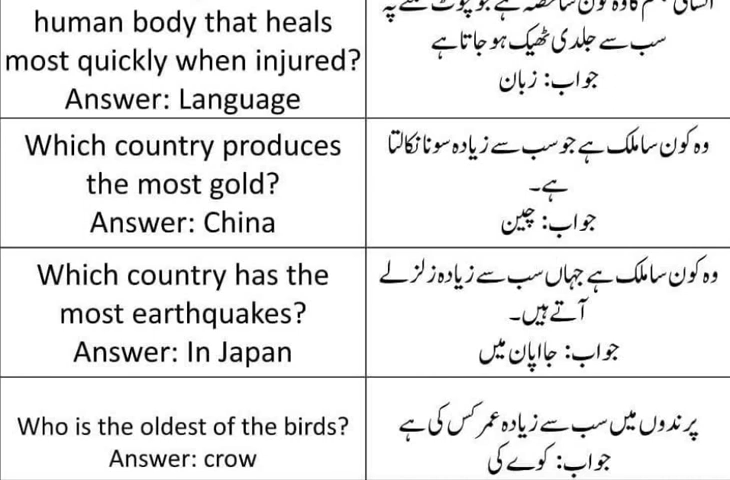 human body that heals
most quickly when injured?
Answer: Language
سب سے جلدی ٹھیک ہو جاتا ہے
جواب: زبان
Which country produces
the most gold?
Answer: China
وہ کون سا ملک ہے جو سب سے زیادہ سونا نکالتا
ہے۔
جواب: چین
Which country has the
most earthquakes?
Answer: In Japan
وہ کون سا ملک ہے جہاں سب سے زیادہ زلزلے
آتے ہیں۔
جواب: جاپان میں
Who is the oldest of the birds?
Answer: crow
پرندوں میں سب سے زیادہ عمر کس کی ہے
جواب: کوے کی